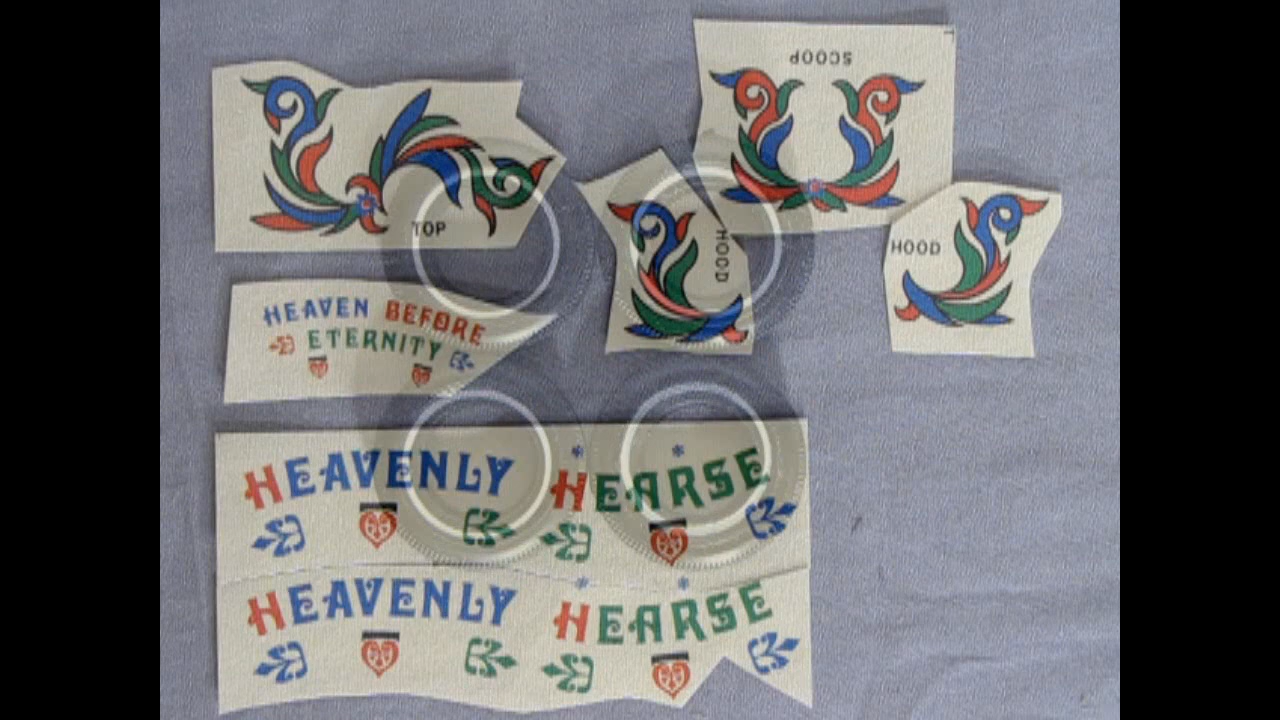 SCOOP
TOP
HOOD
HOOD
HEAVEN BEFORE
ETERNITY
HEAVENLY HEARSE
HEAVENLY HEARSE